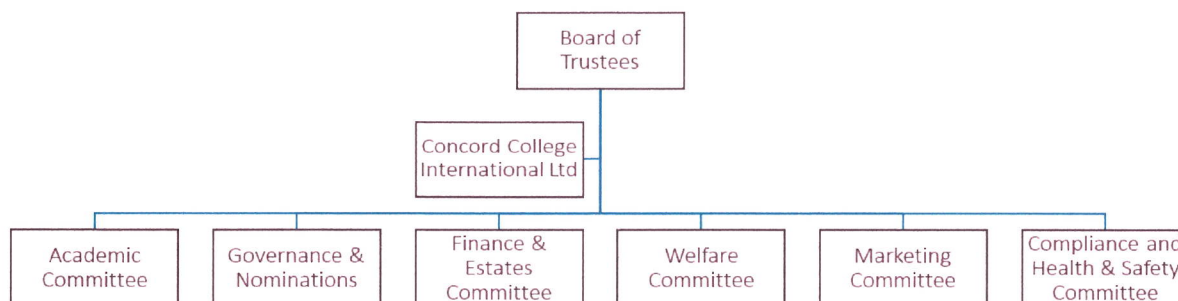 Board of
Trustees
Concord College
International Ltd
Academic
Committee
Governance &
Nominations
Finance &
Estates
Committee
Welfare
Committee
Marketing
Committee
Compliance and
Health & Safety
Committee